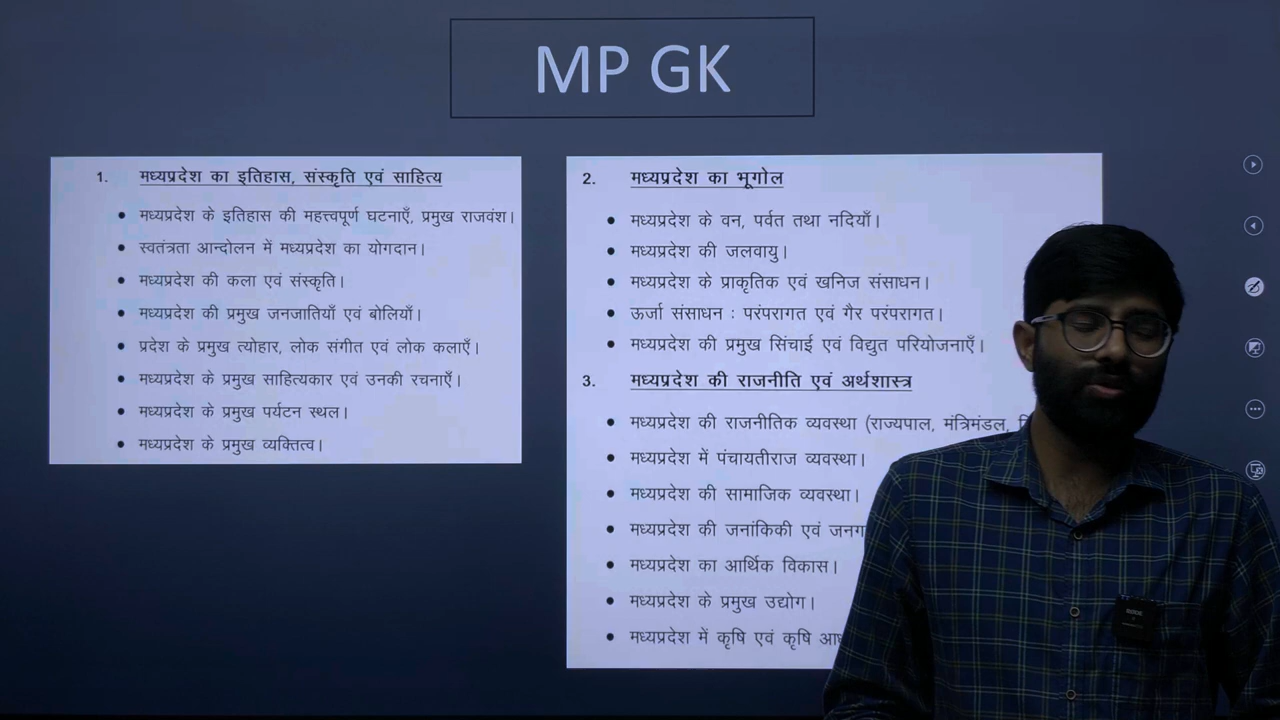 MP GK
1. मध्यप्रदेश का इतिहास, संस्कृति एवं साहित्य
• मध्यप्रदेश के इतिहास की महत्त्वपूर्ण घटनाएँ, प्रमुख राजवंश।
• स्वतंत्रता आन्दोलन में मध्यप्रदेश का योगदान।
• मध्यप्रदेश की कला एवं संस्कृति।
• मध्यप्रदेश की प्रमुख जनजातियाँ एवं बोलियाँ।
• प्रदेश के प्रमुख त्योहार, लोक संगीत एवं लोक कलाएँ।
• मध्यप्रदेश के प्रमुख साहित्यकार एवं उनकी रचनाएँ।
• मध्यप्रदेश के प्रमुख पर्यटन स्थल।
• मध्यप्रदेश के प्रमुख व्यक्तित्व।
2. मध्यप्रदेश का भूगोल
• मध्यप्रदेश के वन, पर्वत तथा नदियाँ।
• मध्यप्रदेश की जलवायु।
• मध्यप्रदेश के प्राकृतिक एवं खनिज संसाधन।
• ऊर्जा संसाधन : परंपरागत एवं गैर परंपरागत।
• मध्यप्रदेश की प्रमुख सिंचाई एवं विद्युत परियोजनाएँ।
3. मध्यप्रदेश की राजनीति एवं अर्थशास्त्र
• मध्यप्रदेश की राजनीतिक व्यवस्था (राज्यपाल, मंत्रिमंडल,
• मध्यप्रदेश में पंचायतीराज व्यवस्था।
• मध्यप्रदेश की सामाजिक व्यवस्था।
• मध्यप्रदेश की जनांकिकी एवं
• मध्यप्रदेश का आर्थिक विकास।
• मध्यप्रदेश के प्रमुख उद्योग।
• मध्यप्रदेश में कृषि एवं कृषि